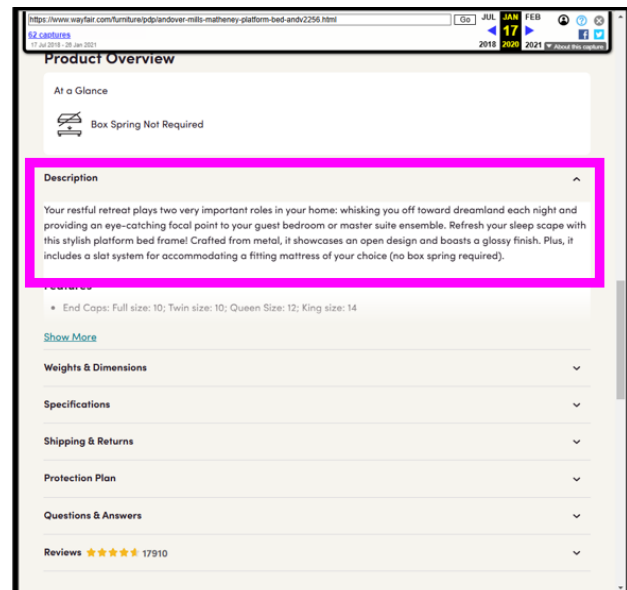 https://www.wayfair.com/furniture/pdp/andover-mills-matheney-platform-bed-andv2256.html Go JUL JAN FEB
62 captures 17
17 Jul 2018 - 28 Jan 2021 2018 2020 2021 About this capture
Product Overview
At a Glance
Box Spring Not Required
Description
Your restful retreat plays two very important roles in your home: whisking you off toward dreamland each night and
providing an eye-catching focal point to your guest bedroom or master suite ensemble. Refresh your sleep scape with
this stylish platform bed frame! Crafted from metal, it showcases an open design and boasts a glossy finish. Plus, it
includes a slat system for accommodating a fitting mattress of your choice (no box spring required).
Features
• End Caps: Full size: 10; Twin size: 10; Queen Size: 12; King size: 14
Show More
Weights & Dimensions
Specifications
Shipping & Returns
Protection Plan
Questions & Answers
Reviews 17910